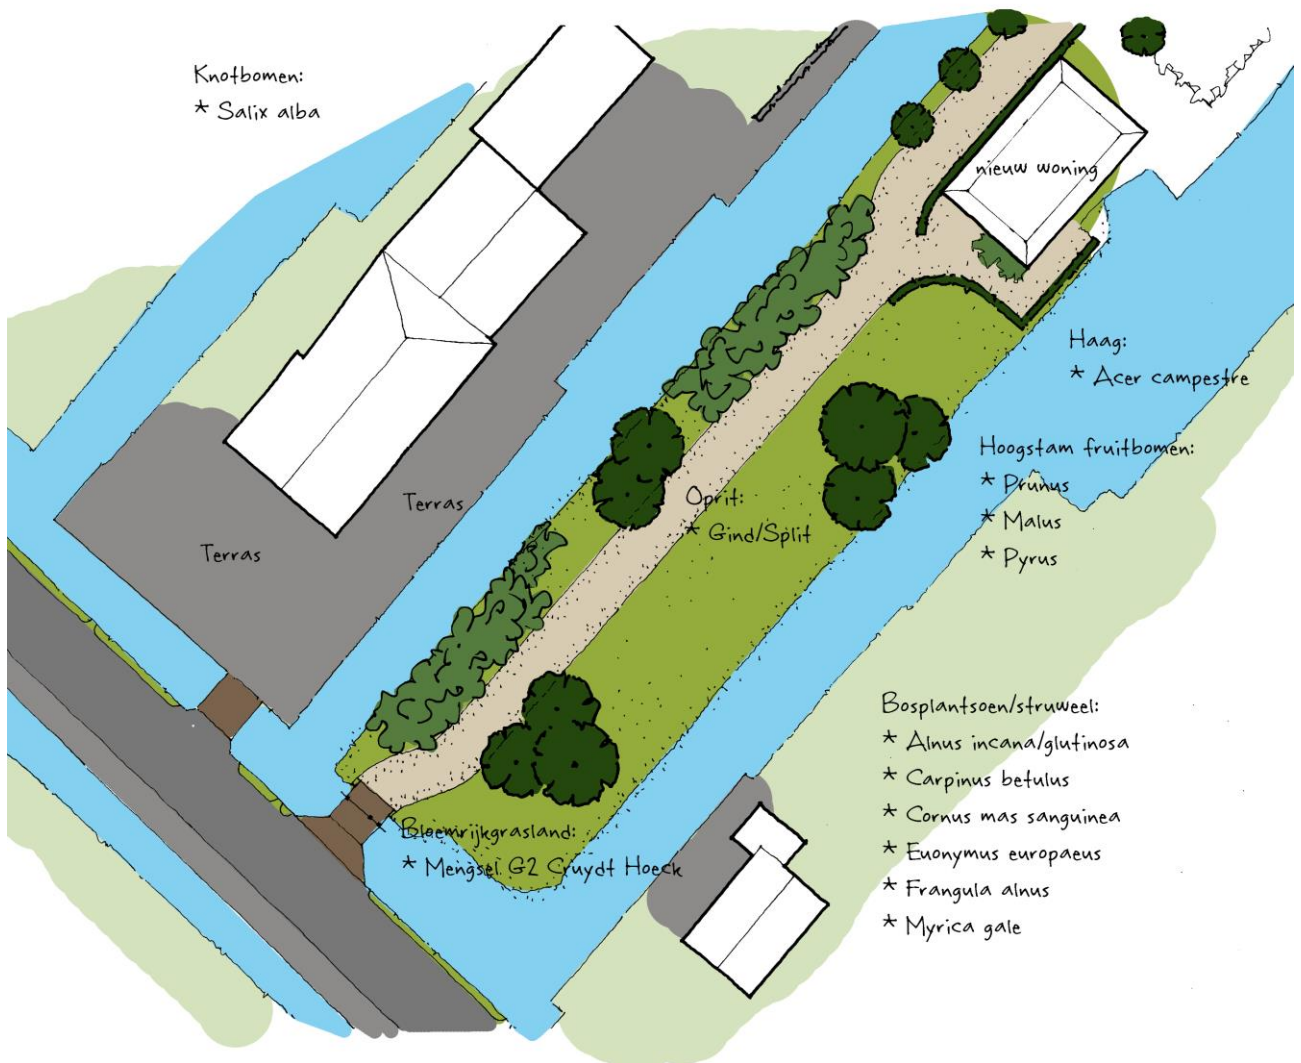 Knotbomen:
* Salix alba
nieuw woning
Haag:
* Acer campestre
Hoogstam fruitbomen:
* Prunus
* Malus
* Pyrus
Oprit:
* Gind/Split
Terras
Terras
Bosplantsoen/struweel:
* Alnus incana/glutinosa
* Carpinus betulus
* Cornus mas sanguinea
* Euonymus europaeus
* Frangula alnus
* Myrica gale
Bloemrijkgrasland:
* Mengsel G2 Cruydt Hoeck